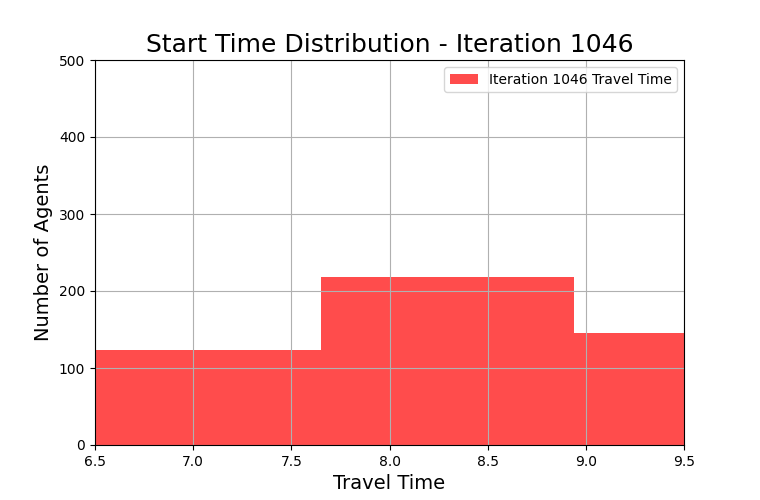 Start Time Distribution - Iteration 1046
Iteration 1046 Travel Time
Number of Agents
500
400
300
200
100
0
6.5 7.0 7.5 8.0 8.5 9.0 9.5
Travel Time